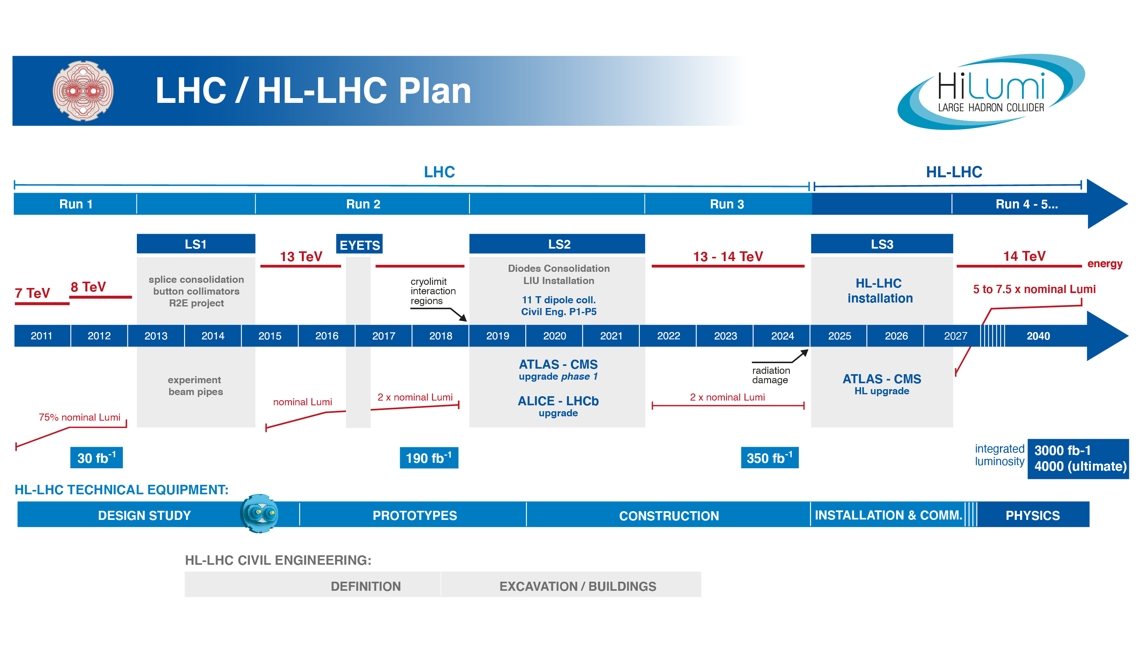 LHC / HL-LHC Plan
HiLumi
LARGE HADRON COLLIDER
LHC
HL-LHC
Run 1
Run 2
Run 3
Run 4 - 5...
LS1
EYETS
LS2
LS3
13 TeV
13 - 14 TeV
14 TeV
energy
7 TeV
8 TeV
splice consolidation
button collimators
R2E project
cryolimit
interaction
regions
Diodes Consolidation
LIU Installation
11 T dipole coll.
Civil Eng. P1-P5
HL-LHC
installation
5 to 7.5 x nominal Lumi
2011
2012
2013
2014
2015
2016
2017
2018
2019
2020
2021
2022
2023
2024
2025
2026
2027
2040
experiment
beam pipes
ATLAS - CMS
upgrade phase 1
ALICE - LHCb
upgrade
radiation
damage
ATLAS - CMS
HL upgrade
75% nominal Lumi
nominal Lumi
2 x nominal Lumi
2 x nominal Lumi
30 fb-1
190 fb-1
350 fb-1
integrated
luminosity
3000 fb-1
4000 (ultimate)
HL-LHC TECHNICAL EQUIPMENT:
DESIGN STUDY
PROTOTYPES
CONSTRUCTION
INSTALLATION & COMM.
PHYSICS
HL-LHC CIVIL ENGINEERING:
DEFINITION
EXCAVATION / BUILDINGS